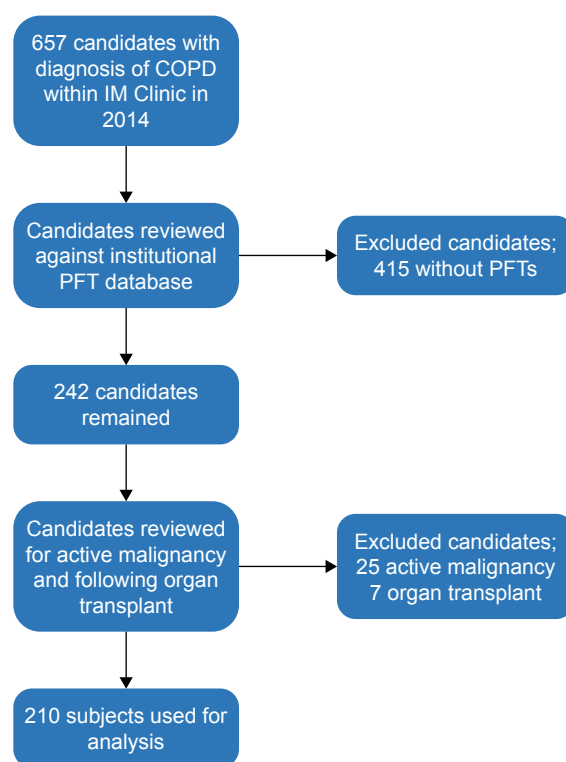 657 candidates with
diagnosis of COPD
within IM Clinic in
2014
Candidates reviewed
against institutional
PFT database
Excluded candidates;
415 without PFTs
242 candidates
remained
Candidates reviewed
for active malignancy
and following organ
transplant
Excluded candidates;
25 active malignancy
7 organ transplant
210 subjects used for
analysis